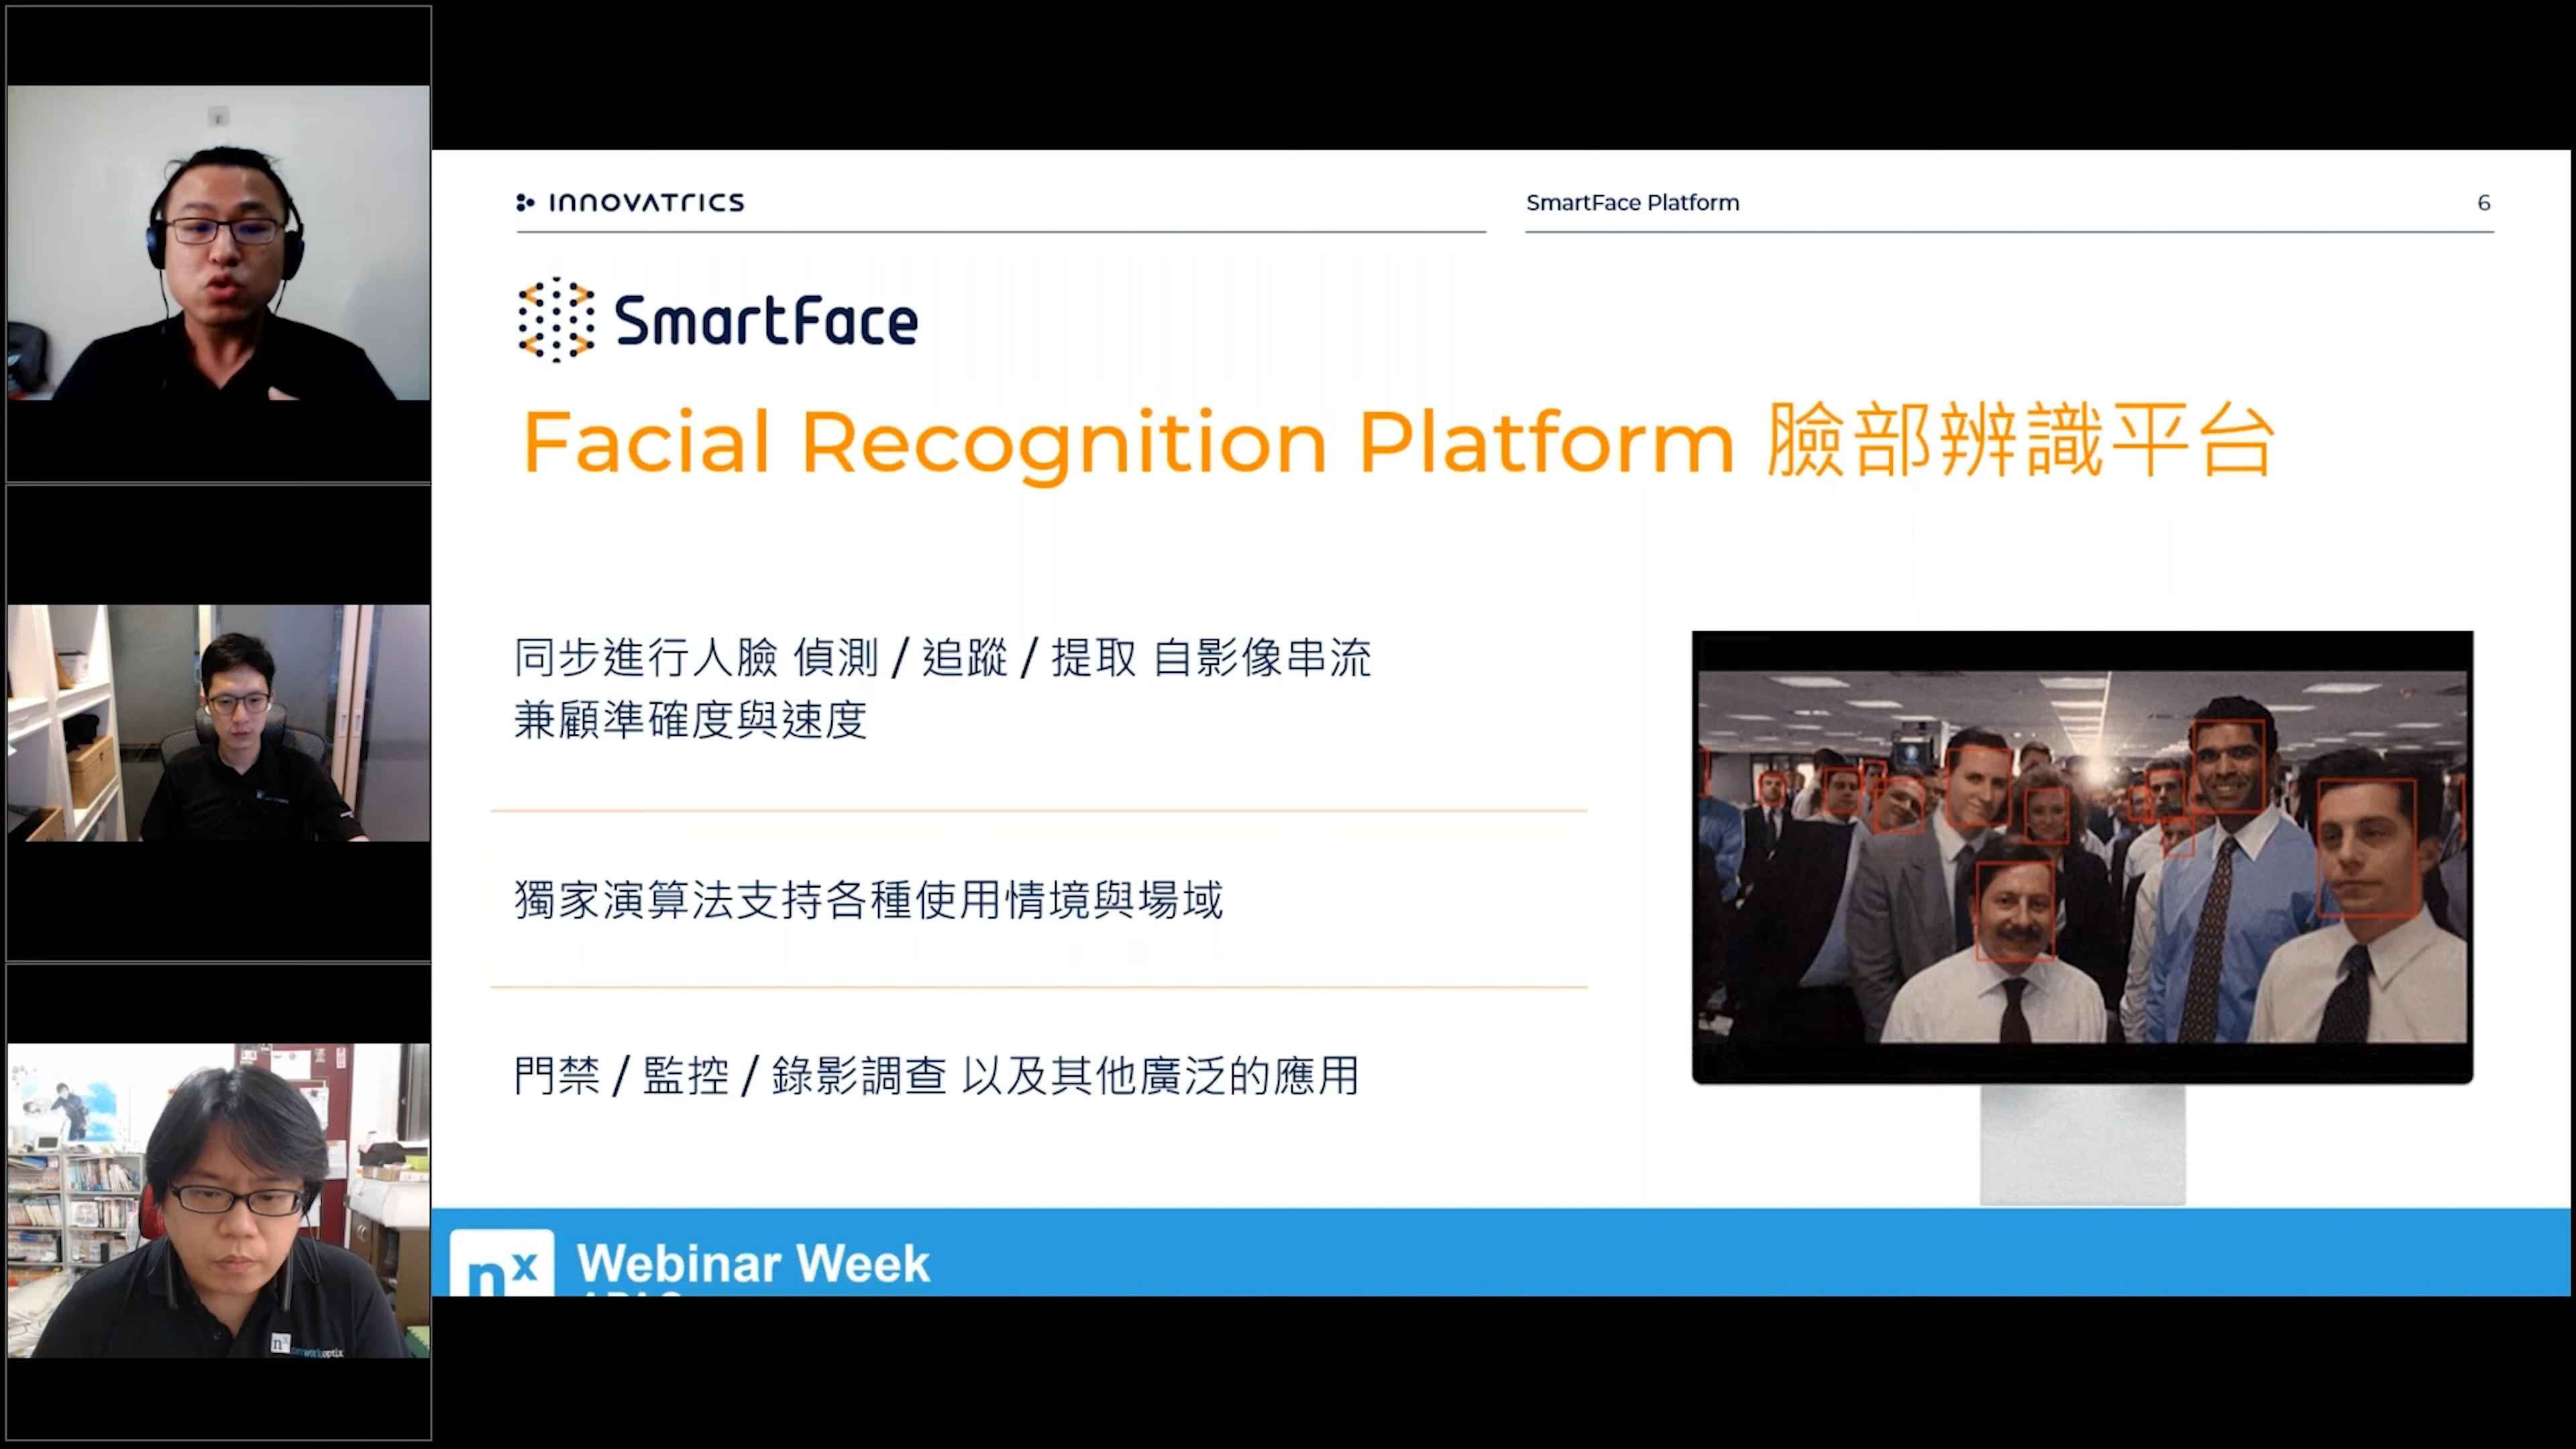 INNOVATRICS
SmartFace Platform
6
SmartFace
Facial Recognition Platform 臉部辨識平台
同步進行人臉 偵測 / 追蹤 / 提取 自影像串流
兼顧準確度與速度
獨家演算法支持各種使用情境與場域
門禁 / 監控 / 錄影調查 以及其他廣泛的應用
nx Webinar Week
nx networkoptix